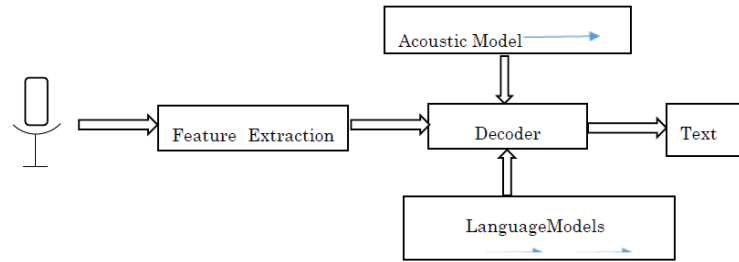 Acoustic Model
Feature Extraction
Decoder
Text
LanguageModels